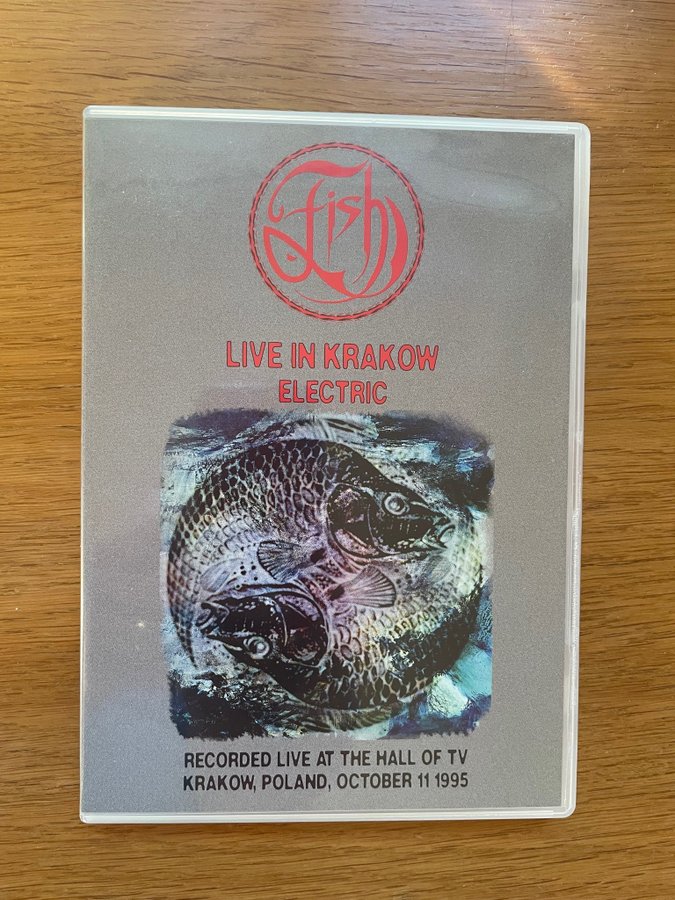 Fish
LIVE IN KRAKOW
ELECTRIC
RECORDED LIVE AT THE HALL OF TV
KRAKOW, POLAND, OCTOBER 11 1995